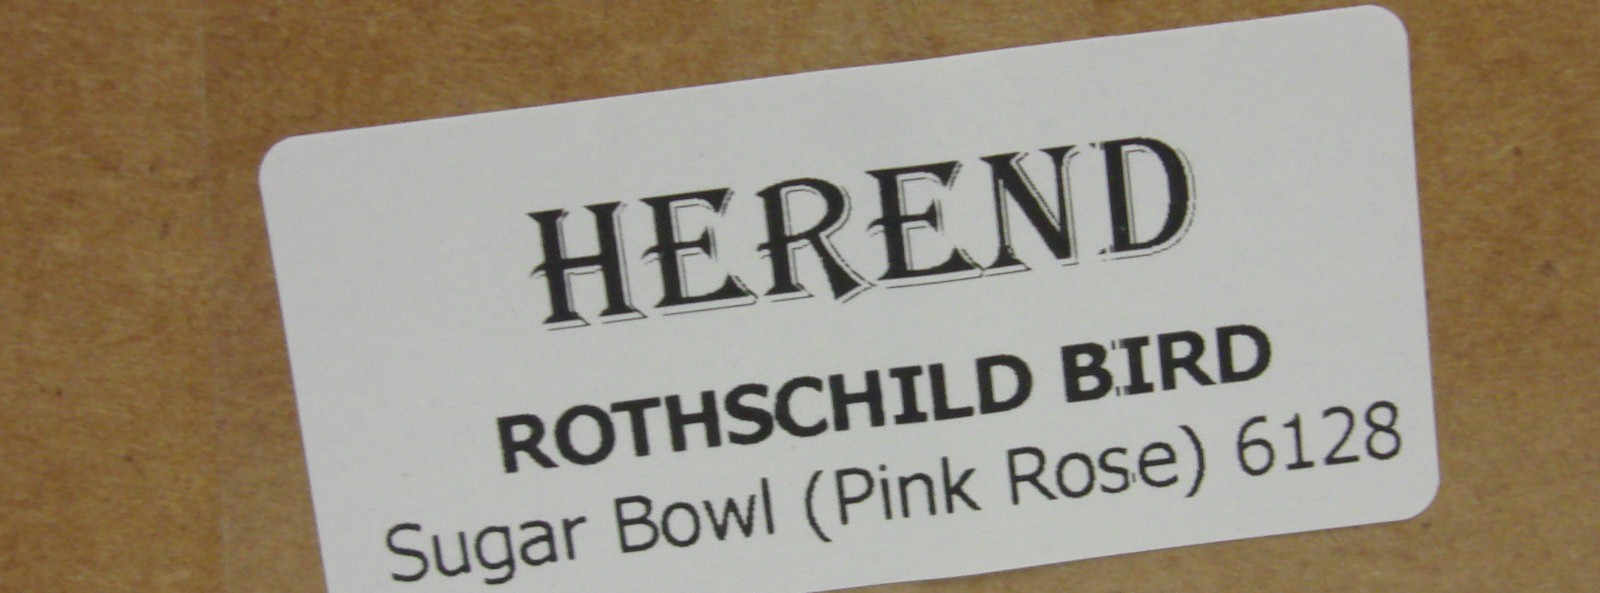 HEREND
ROTHSCHILD BIRD
Sugar Bowl (Pink Rose) 6128